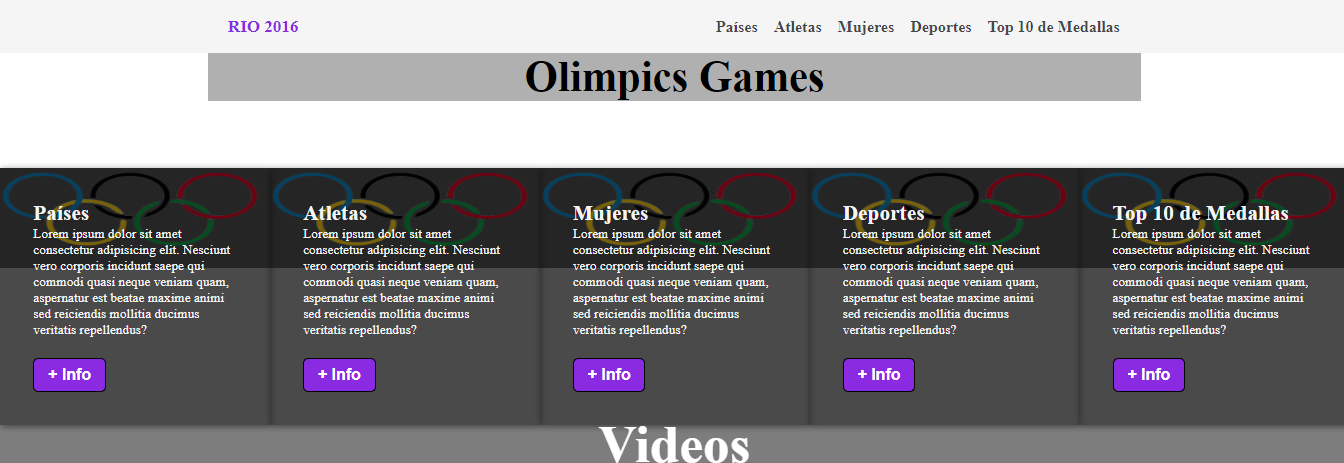 RIO 2016
Países Atletas Mujeres Deportes Top 10 de Medallas
Olimpics Games
Países
Lorem ipsum dolor sit amet
consectetur adipisicing elit. Nesciunt
vero corporis incidunt saepe qui
commodi quasi neque veniam quam,
aspernatur est beatae maxime animi
sed reiciendis mollitia ducimus
veritatis repellendus?
+ Info
Atletas
Lorem ipsum dolor sit amet
consectetur adipisicing elit. Nesciunt
vero corporis incidunt saepe qui
commodi quasi neque veniam quam,
aspernatur est beatae maxime animi
sed reiciendis mollitia ducimus
veritatis repellendus?
+ Info
Mujeres
Lorem ipsum dolor sit amet
consectetur adipisicing elit. Nesciunt
vero corporis incidunt saepe qui
commodi quasi neque veniam quam,
aspernatur est beatae maxime animi
sed reiciendis mollitia ducimus
veritatis repellendus?
+ Info
Deportes
Lorem ipsum dolor sit amet
consectetur adipisicing elit. Nesciunt
vero corporis incidunt saepe qui
commodi quasi neque veniam quam,
aspernatur est beatae maxime animi
sed reiciendis mollitia ducimus
veritatis repellendus?
+ Info
Top 10 de Medallas
Lorem ipsum dolor sit amet
consectetur adipisicing elit. Nesciunt
vero corporis incidunt saepe qui
commodi quasi neque veniam quam,
aspernatur est beatae maxime animi
sed reiciendis mollitia ducimus
veritatis repellendus?
+ Info
Videos